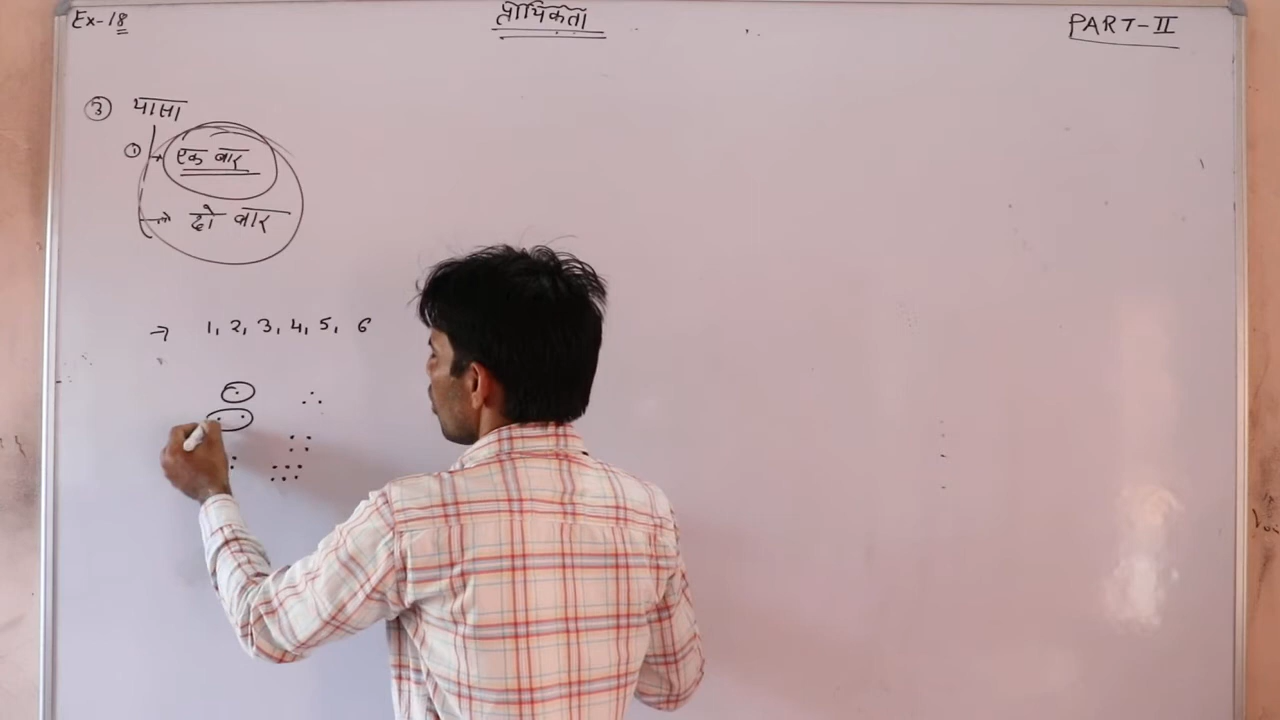 Ex-18
प्रायिकता
PART-II
③ पासा
① → एक बार
→ दो बार
→ 1, 2, 3, 4, 5, 6